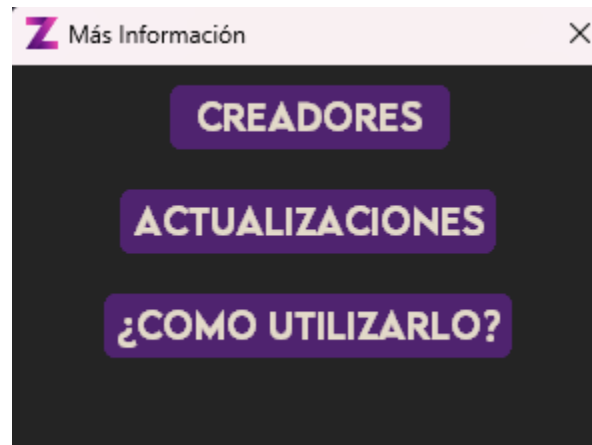 Más Información
CREADORES
ACTUALIZACIONES
¿COMO UTILIZARLO?